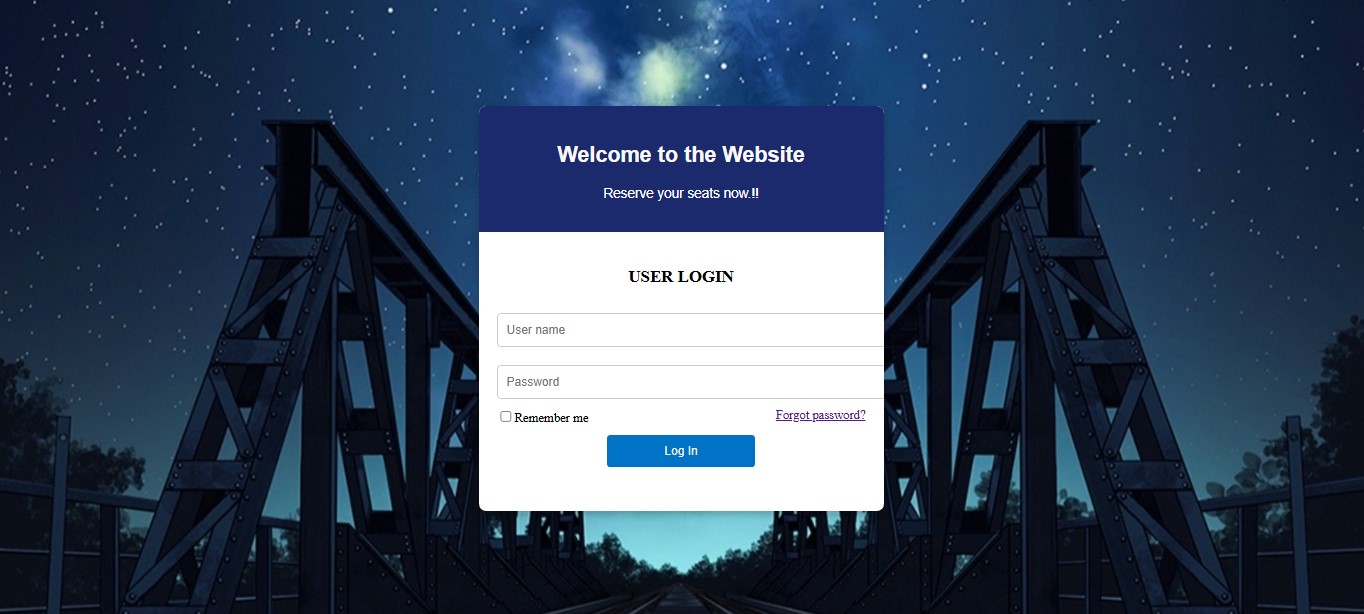 Welcome to the Website
Reserve your seats now.!!
USER LOGIN
User name
Password
Remember me
Forgot password?
Log In